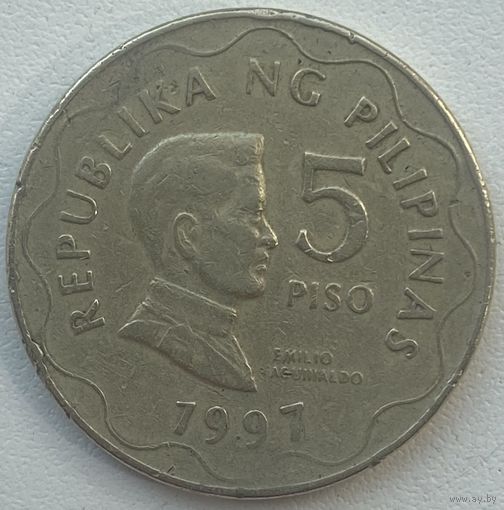 REPUBLIKA NG PILIPINAS
5
PISO
EMILIO
AGUINALDO
1997
www.ay.by